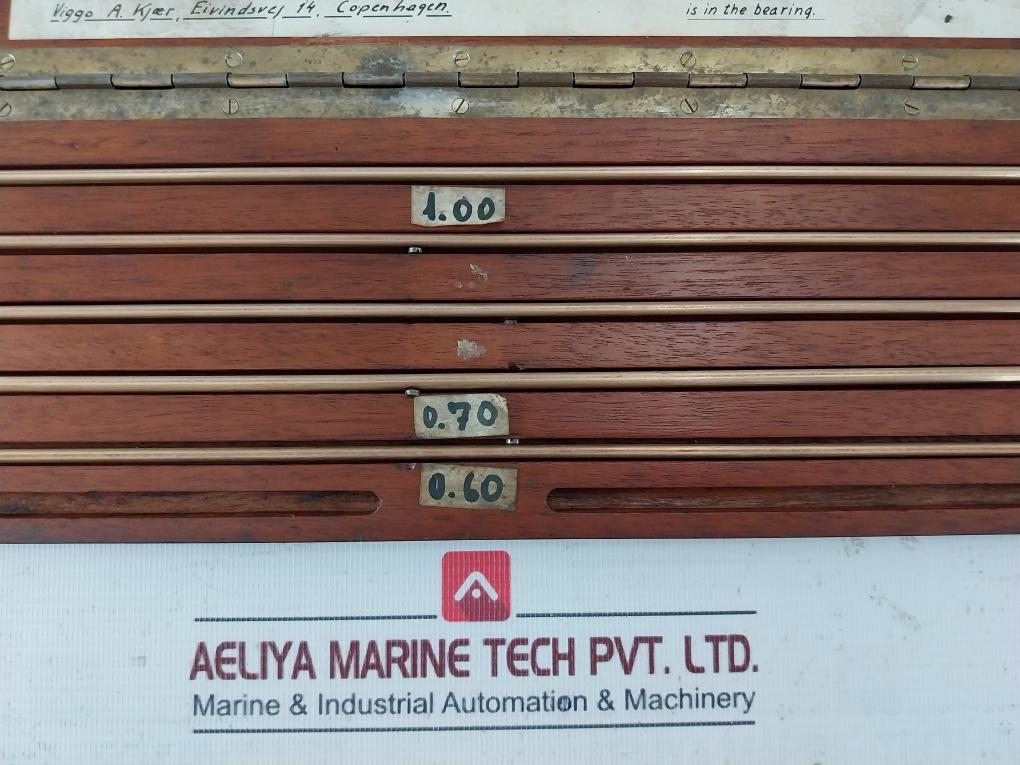 Viggo A. Kjær, Eivindsvej 14, Copenhagen.
is in the bearing.
1.00
0.70
0.60
AELIYA MARINE TECH PVT. LTD.
Marine & Industrial Automation & Machinery